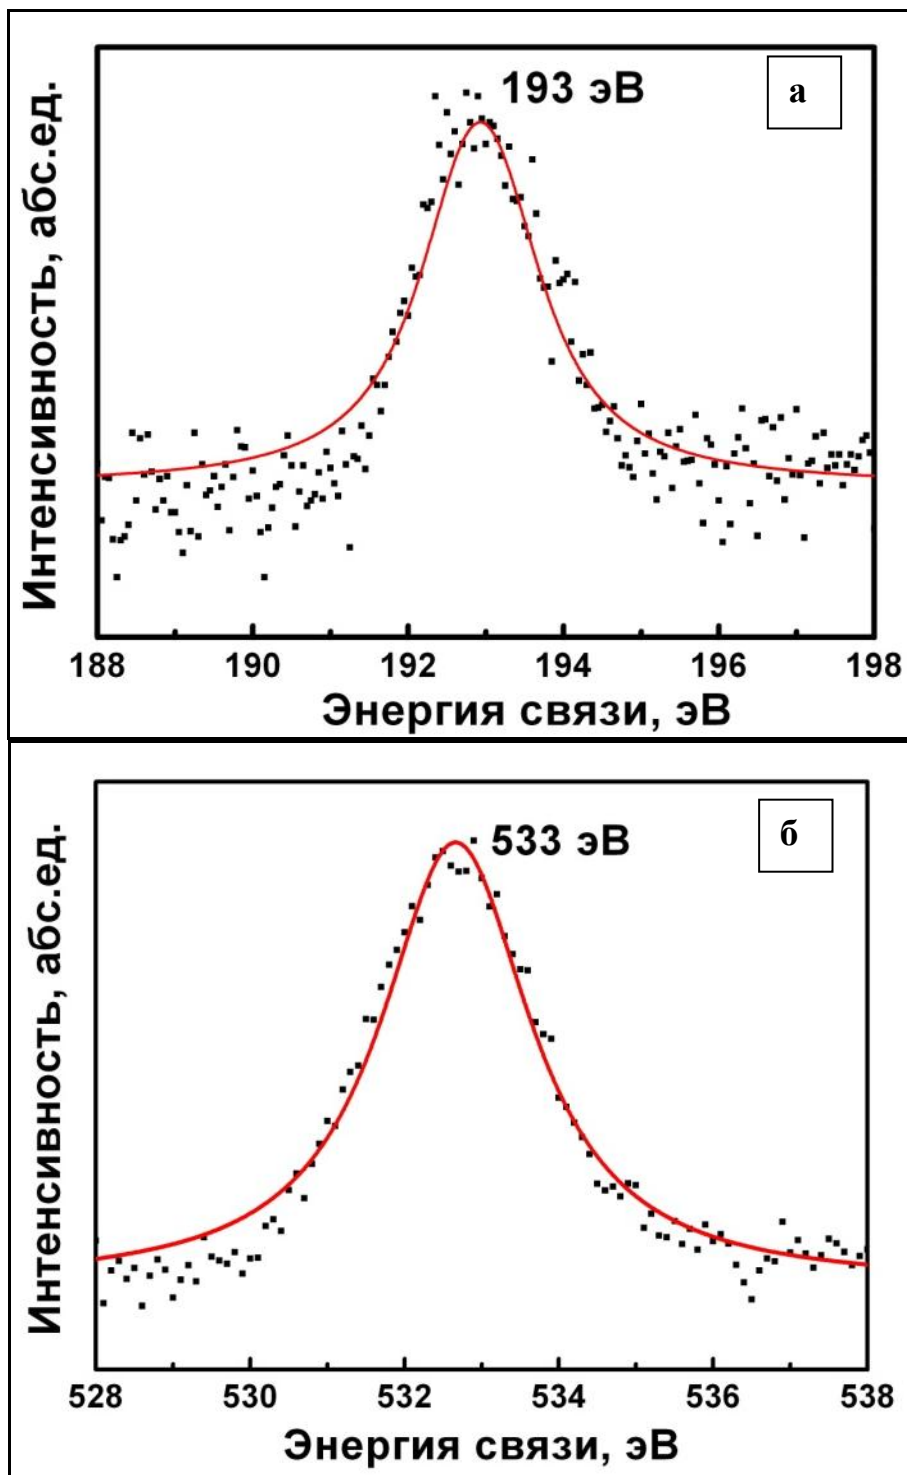 193 эВ
а
Интенсивность, абс.ед.
188 190 192 194 196 198
Энергия связи, эВ
533 эВ
б
Интенсивность, абс.ед.
528 530 532 534 536 538
Энергия связи, эВ